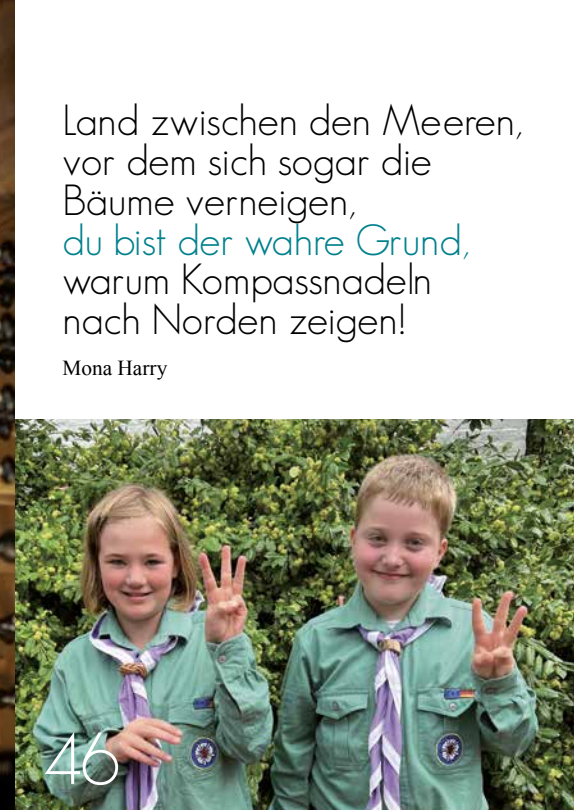 Land zwischen den Meeren,
vor dem sich sogar die
Bäume verneigen,
du bist der wahre Grund,
warum Kompassnadeln
nach Norden zeigen!
Mona Harry
46